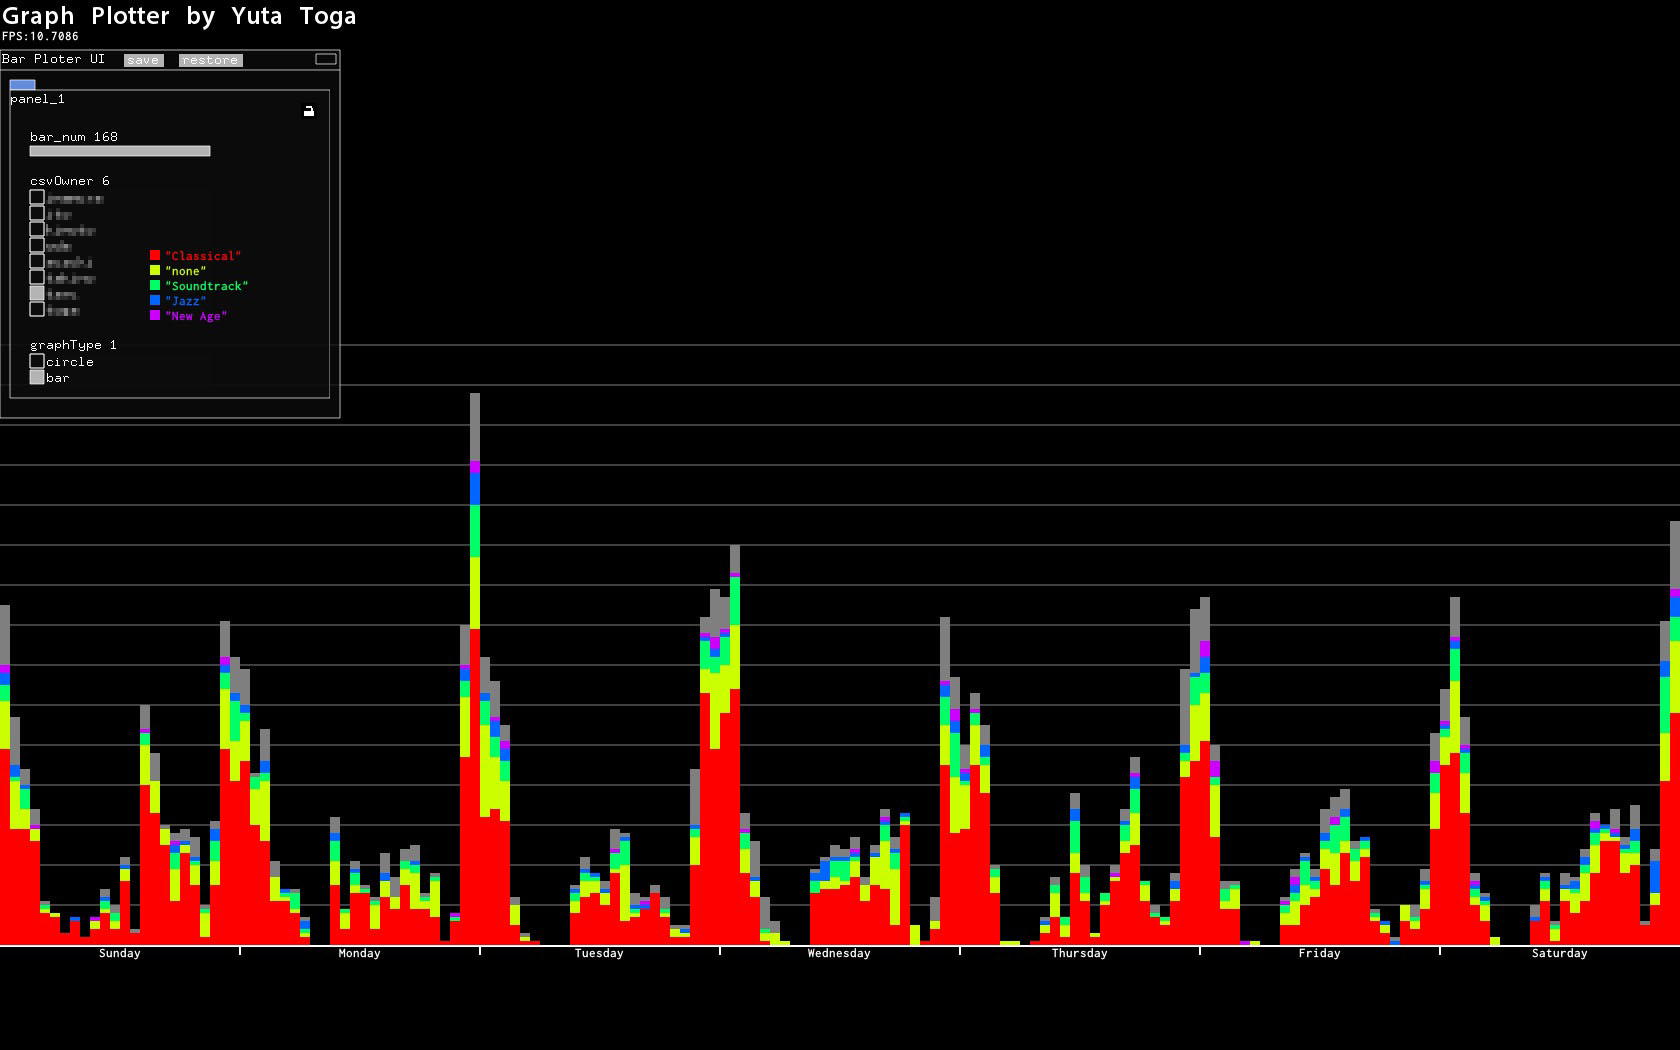 Graph Plotter by Yuta Toga
FPS:10.7086
Bar Ploter UI save restore
panel_1
bar_num 168
csvOwner 6
"Classical"
"none"
"Soundtrack"
"Jazz"
"New Age"
graphType 1
circle
bar
Sunday Monday Tuesday Wednesday Thursday Friday Saturday